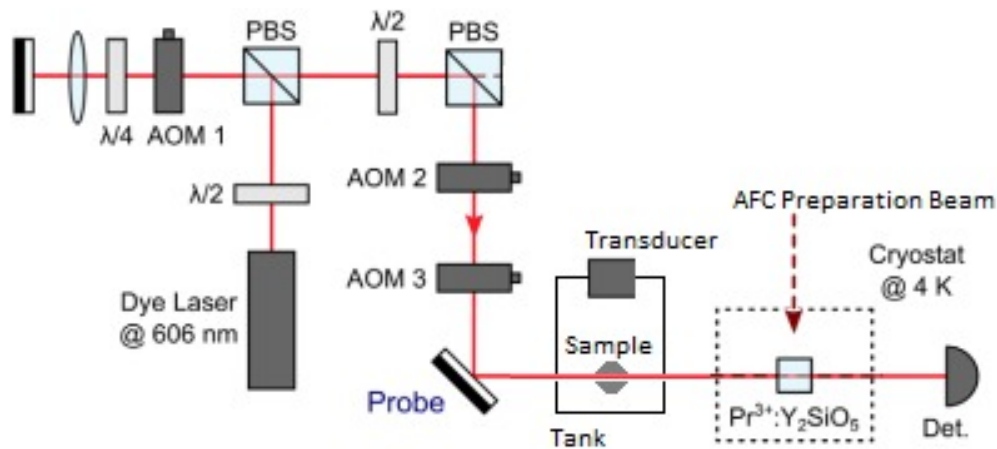 λ/2
PBS
PBS
λ/4
AOM 1
λ/2
AOM 2
AFC Preparation Beam
Transducer
Cryostat
@ 4 K
AOM 3
Dye Laser
@ 606 nm
Sample
Probe
Pr³⁺:Y₂SiO₅
Det.
Tank